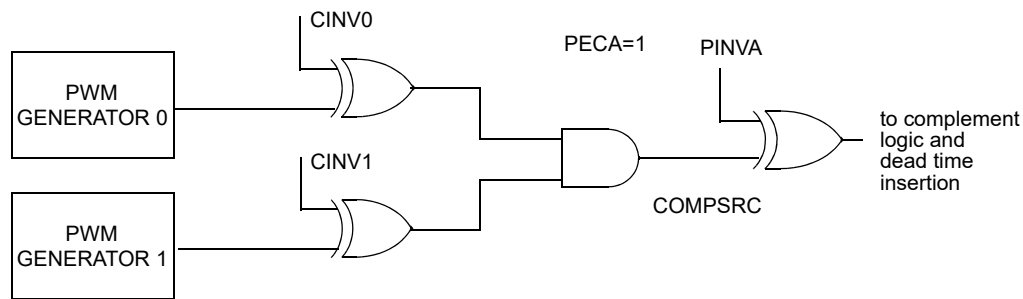 CINV0
PECA=1
PINVA
PWM
GENERATOR 0
to complement
logic and
dead time
insertion
CINV1
COMPSRC
PWM
GENERATOR 1